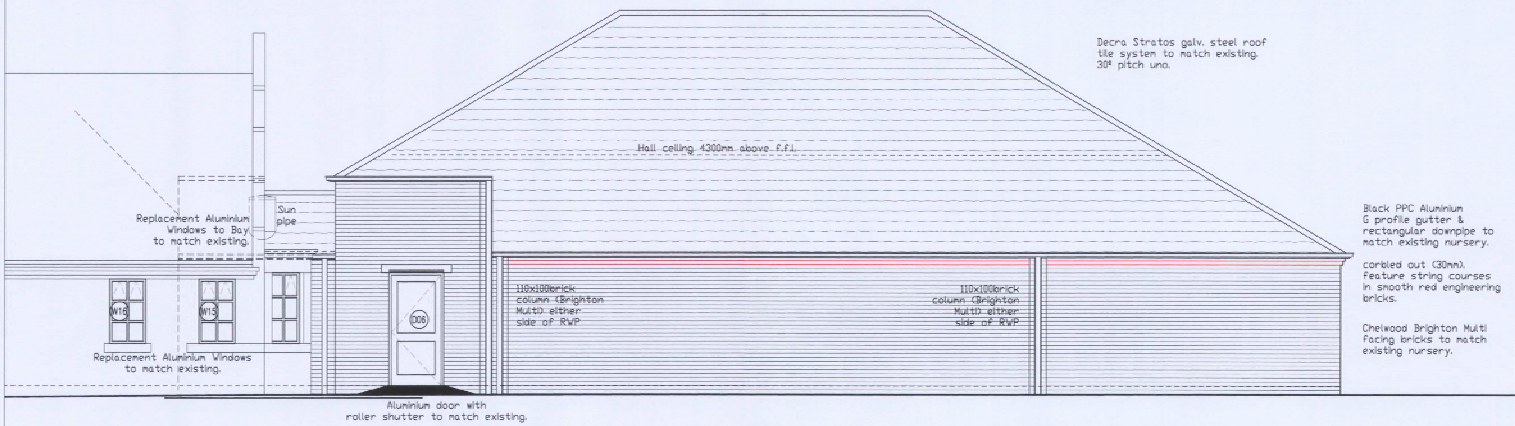 Decra Stratos galv. steel roof
tile system to match existing.
30° pitch uno.
Hall ceiling 4300mm above f.f.l.
Sun
pipe
Replacement Aluminium
Windows to Bay
to match existing.
Black PPC Aluminium
G profile gutter &
rectangular downpipe to
match existing nursery.
corbled out (30mm).
feature string courses
in smooth red engineering
bricks.
Chelwood Brighton Multi
facing bricks to match
existing nursery.
110x100brick
column (Brighton
Multi) either
side of RWP
110x100brick
column (Brighton
Multi) either
side of RWP
W16
W15
D06
Replacement Aluminium Windows
to match existing.
Aluminium door with
roller shutter to match existing.